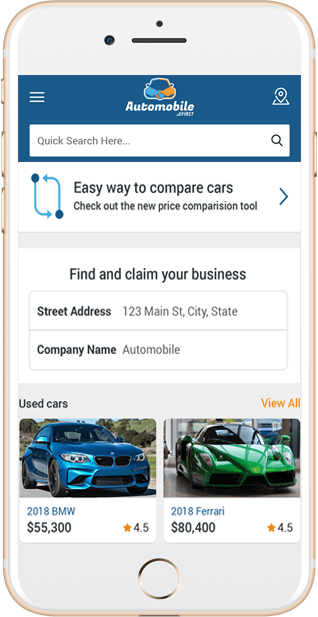 Automobile
FIRST
Quick Search Here...
Easy way to compare cars
Check out the new price comparision tool
Find and claim your business
Street Address 123 Main St, City, State
Company Name Automobile
Used cars View All
2018 BMW 2018 Ferrari
$55,300 4.5 $80,400 4.5